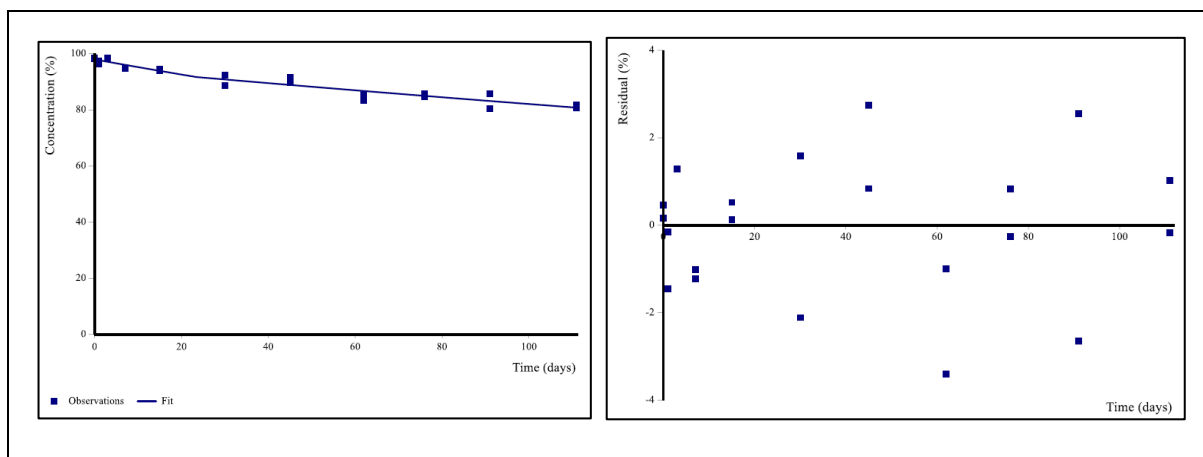 Concentration (%)
100
80
60
40
20
0
0 20 40 60 80 100
Time (days)
Observations Fit
Residual (%)
4
2
0
-2
-4
0 20 40 60 80 100
Time (days)